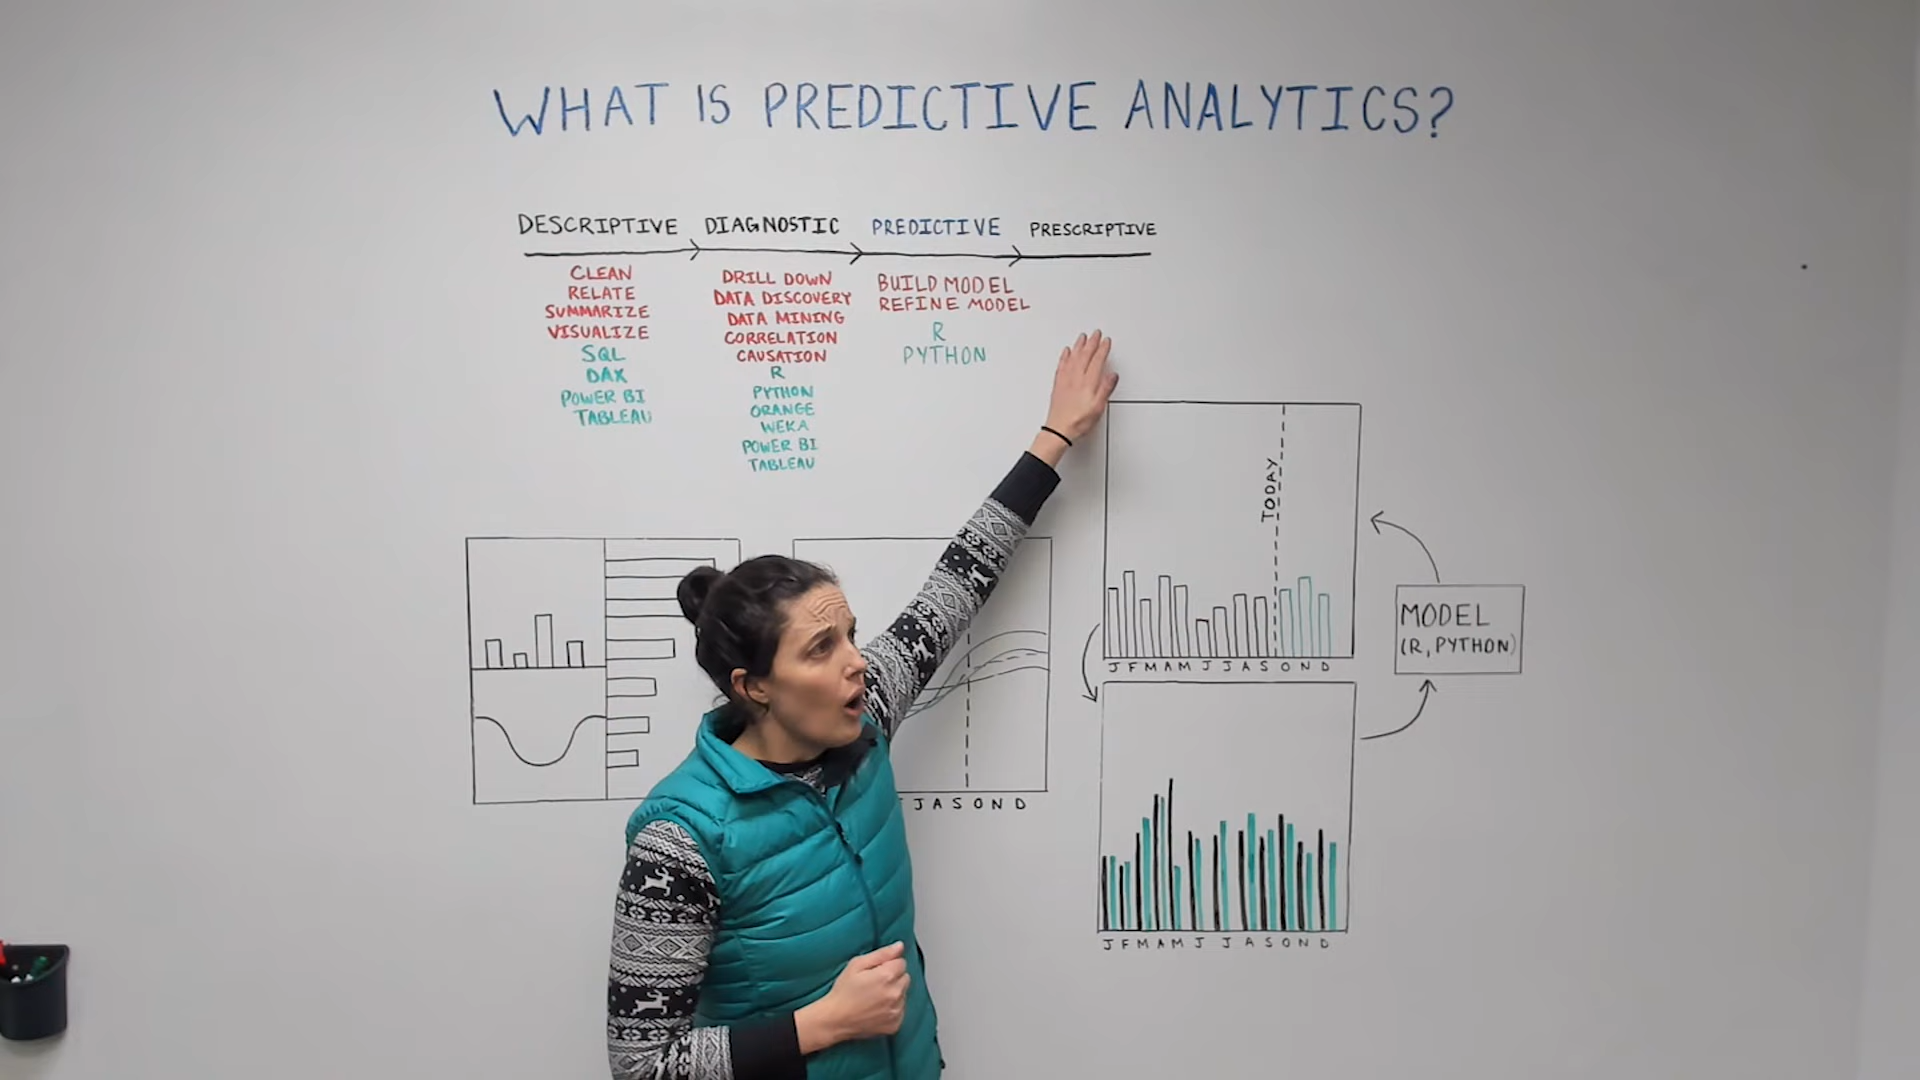 WHAT IS PREDICTIVE ANALYTICS?
DESCRIPTIVE
CLEAN
RELATE
SUMMARIZE
VISUALIZE
SQL
DAX
POWER BI
TABLEAU
DIAGNOSTIC
DRILL DOWN
DATA DISCOVERY
DATA MINING
CORRELATION
CAUSATION
R
PYTHON
ORANGE
WEKA
POWER BI
TABLEAU
PREDICTIVE
BUILD MODEL
REFINE MODEL
R
PYTHON
PRESCRIPTIVE
J A S O N D
TODAY
J F M A M J J A S O N D
MODEL
(R, PYTHON)
J F M A M J J A S O N D